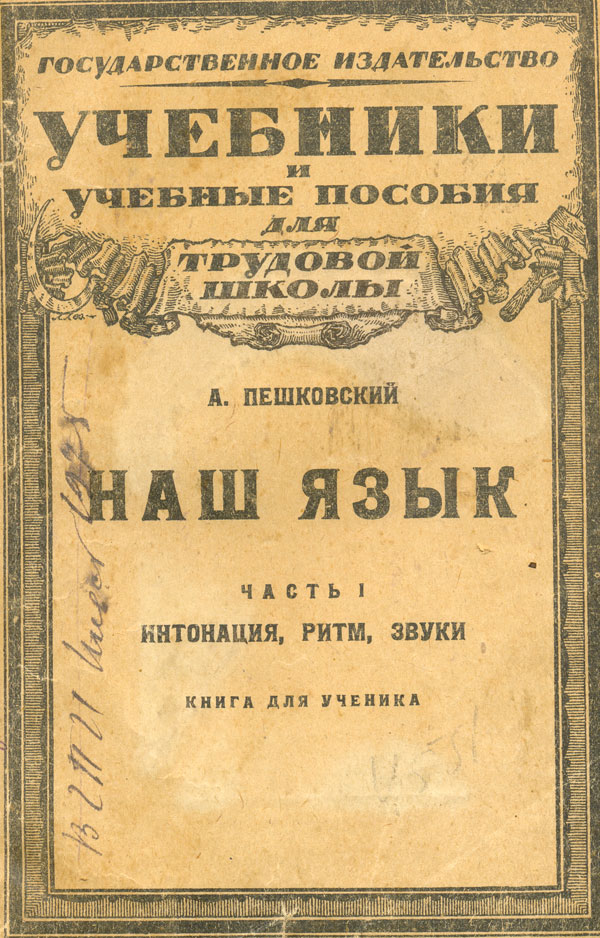 ГОСУДАРСТВЕННОЕ ИЗДАТЕЛЬСТВО
УЧЕБНИКИ
И
УЧЕБНЫЕ ПОСОБИЯ
ДЛЯ
ТРУДОВОЙ
ШКОЛЫ
А. ПЕШКОВСКИЙ
НАШ ЯЗЫК
ЧАСТЬ I
ИНТОНАЦИЯ, РИТМ, ЗВУКИ
КНИГА ДЛЯ УЧЕНИКА